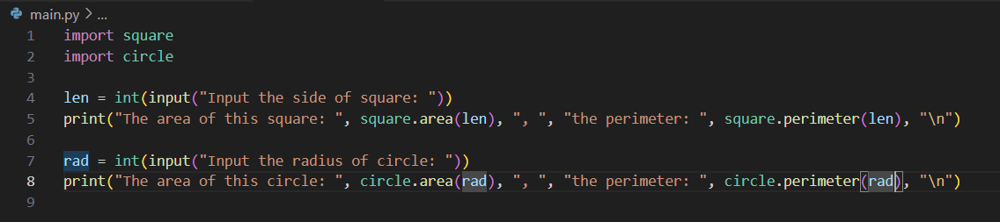 main.py > ...
1 import square
2 import circle
3
4 len = int(input("Input the side of square: "))
5 print("The area of this square: ", square.area(len), ", ", "the perimeter: ", square.perimeter(len), "\n")
6
7 rad = int(input("Input the radius of circle: "))
8 print("The area of this circle: ", circle.area(rad), ", ", "the perimeter: ", circle.perimeter(rad), "\n")
9